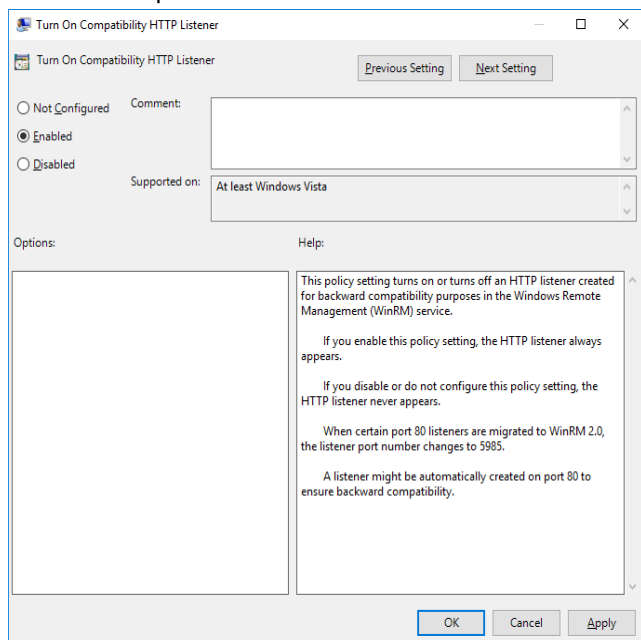 Turn On Compatibility HTTP Listener
Turn On Compatibility HTTP Listener
Previous Setting
Next Setting
Not Configured
Comment:
Enabled
Disabled
Supported on:
At least Windows Vista
Options:
Help:
This policy setting turns on or turns off an HTTP listener created
for backward compatibility purposes in the Windows Remote
Management (WinRM) service.
If you enable this policy setting, the HTTP listener always
appears.
If you disable or do not configure this policy setting, the
HTTP listener never appears.
When certain port 80 listeners are migrated to WinRM 2.0,
the listener port number changes to 5985.
A listener might be automatically created on port 80 to
ensure backward compatibility.
OK
Cancel
Apply